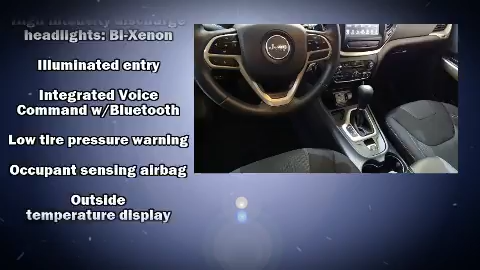 High intensity discharge
headlights: Bi-Xenon
Illuminated entry
Integrated Voice
Command w/Bluetooth
Low tire pressure warning
Occupant sensing airbag
Outside
temperature display
Jeep